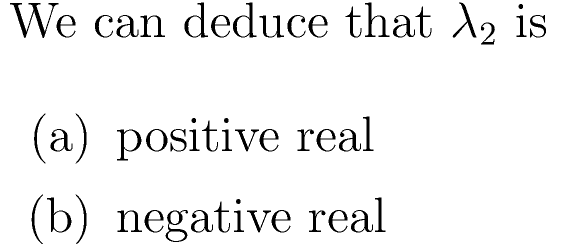 We can deduce that λ₂ is
(a) positive real
(b) negative real